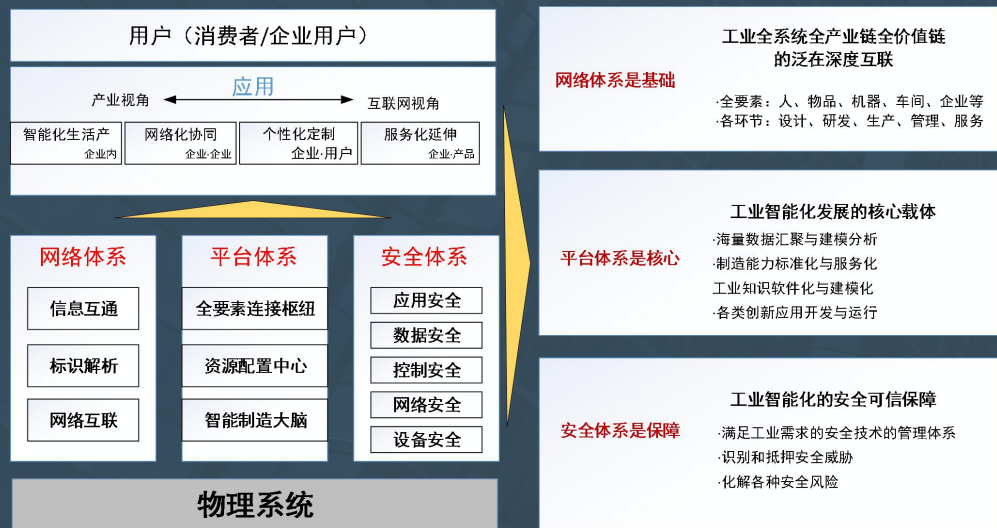 用户（消费者/企业用户）
应用
产业视角
互联网视角
智能化生活产
企业内
网络化协同
企业·企业
个性化定制
企业·用户
服务化延伸
企业·产品
网络体系
信息互通
标识解析
网络互联
平台体系
全要素连接枢纽
资源配置中心
智能制造大脑
安全体系
应用安全
数据安全
控制安全
网络安全
设备安全
物理系统
网络体系是基础
工业全系统全产业链全价值链
的泛在深度互联
·全要素：人、物品、机器、车间、企业等
·各环节：设计、研发、生产、管理、服务
平台体系是核心
工业智能化发展的核心载体
·海量数据汇聚与建模分析
·制造能力标准化与服务化
工业知识软件化与建模化
·各类创新应用开发与运行
安全体系是保障
工业智能化的安全可信保障
·满足工业需求的安全技术的管理体系
·识别和抵押安全威胁
·化解各种安全风险